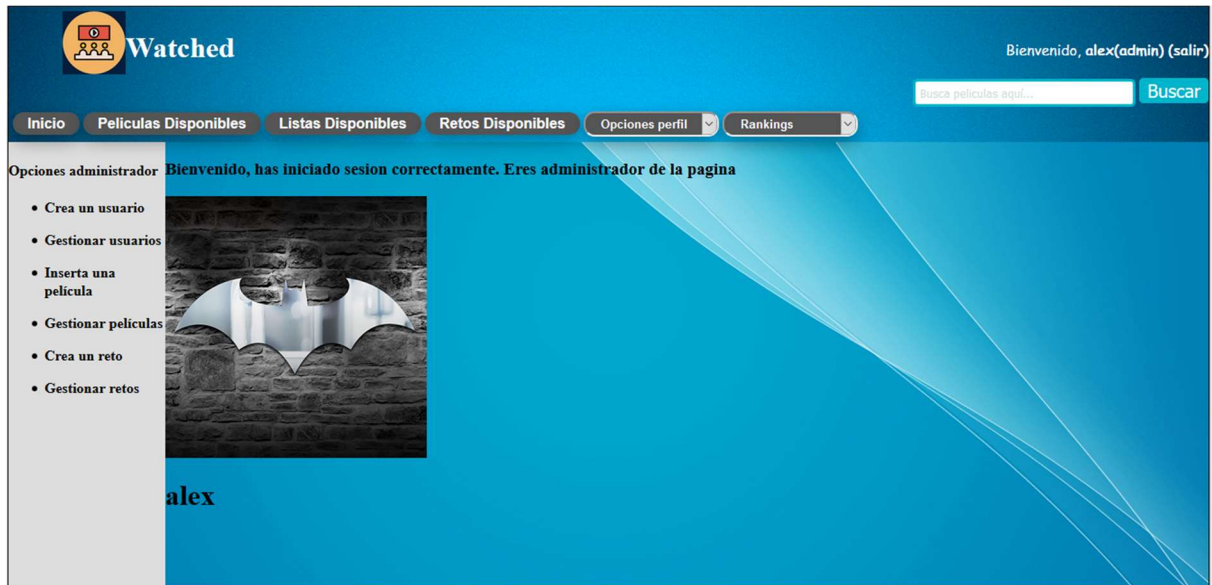 Watched
Bienvenido, alex(admin) (salir)
Busca peliculas aquí...
Buscar
Inicio
Peliculas Disponibles
Listas Disponibles
Retos Disponibles
Opciones perfil
Rankings
Opciones administrador
Bienvenido, has iniciado sesion correctamente. Eres administrador de la pagina
• Crea un usuario
• Gestionar usuarios
• Inserta una
película
• Gestionar películas
• Crea un reto
• Gestionar retos
alex